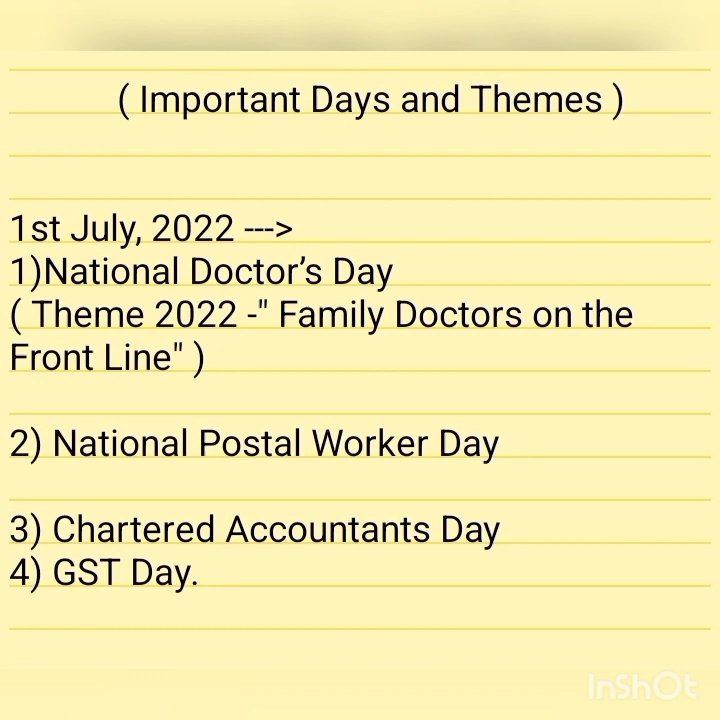 ( Important Days and Themes )
1st July, 2022 --->
1)National Doctor’s Day
( Theme 2022 -" Family Doctors on the
Front Line" )
2) National Postal Worker Day
3) Chartered Accountants Day
4) GST Day.
InShOt